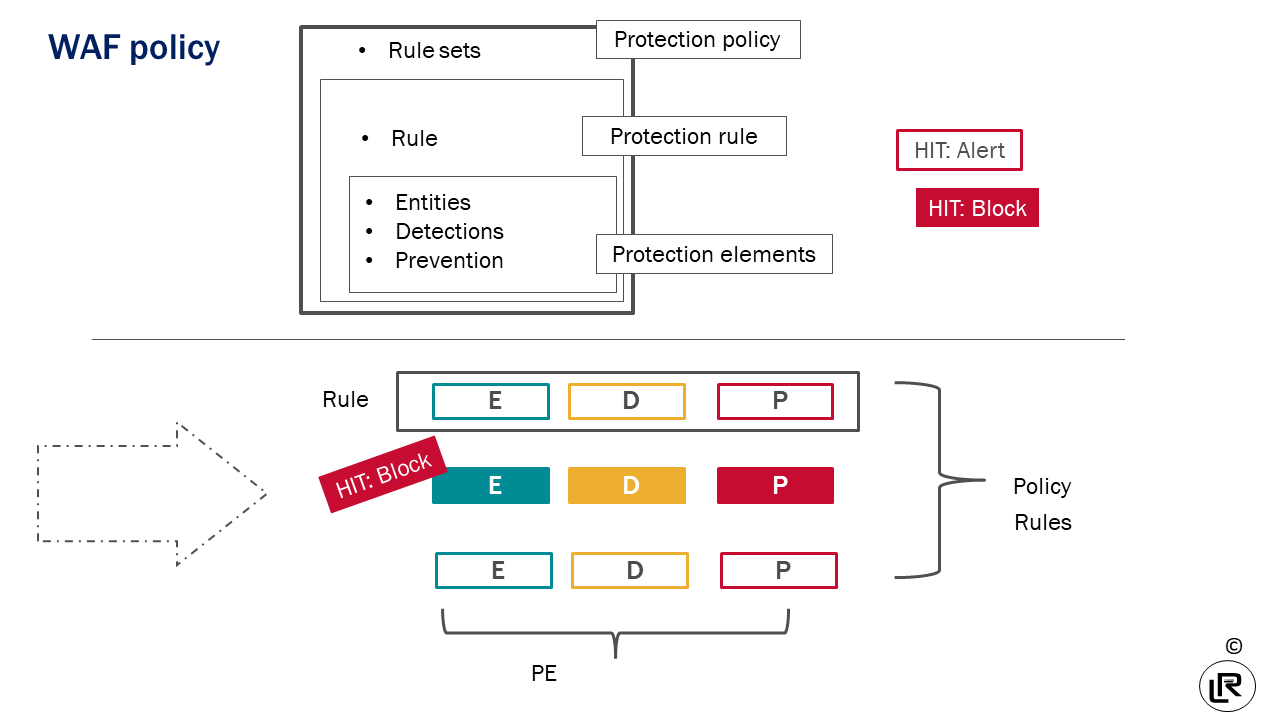 WAF policy
• Rule sets
Protection policy
• Rule
Protection rule
• Entities
• Detections
• Prevention
Protection elements
HIT: Alert
HIT: Block
Rule
E D P
HIT: Block
E D P
E D P
Policy
Rules
PE
©
LR